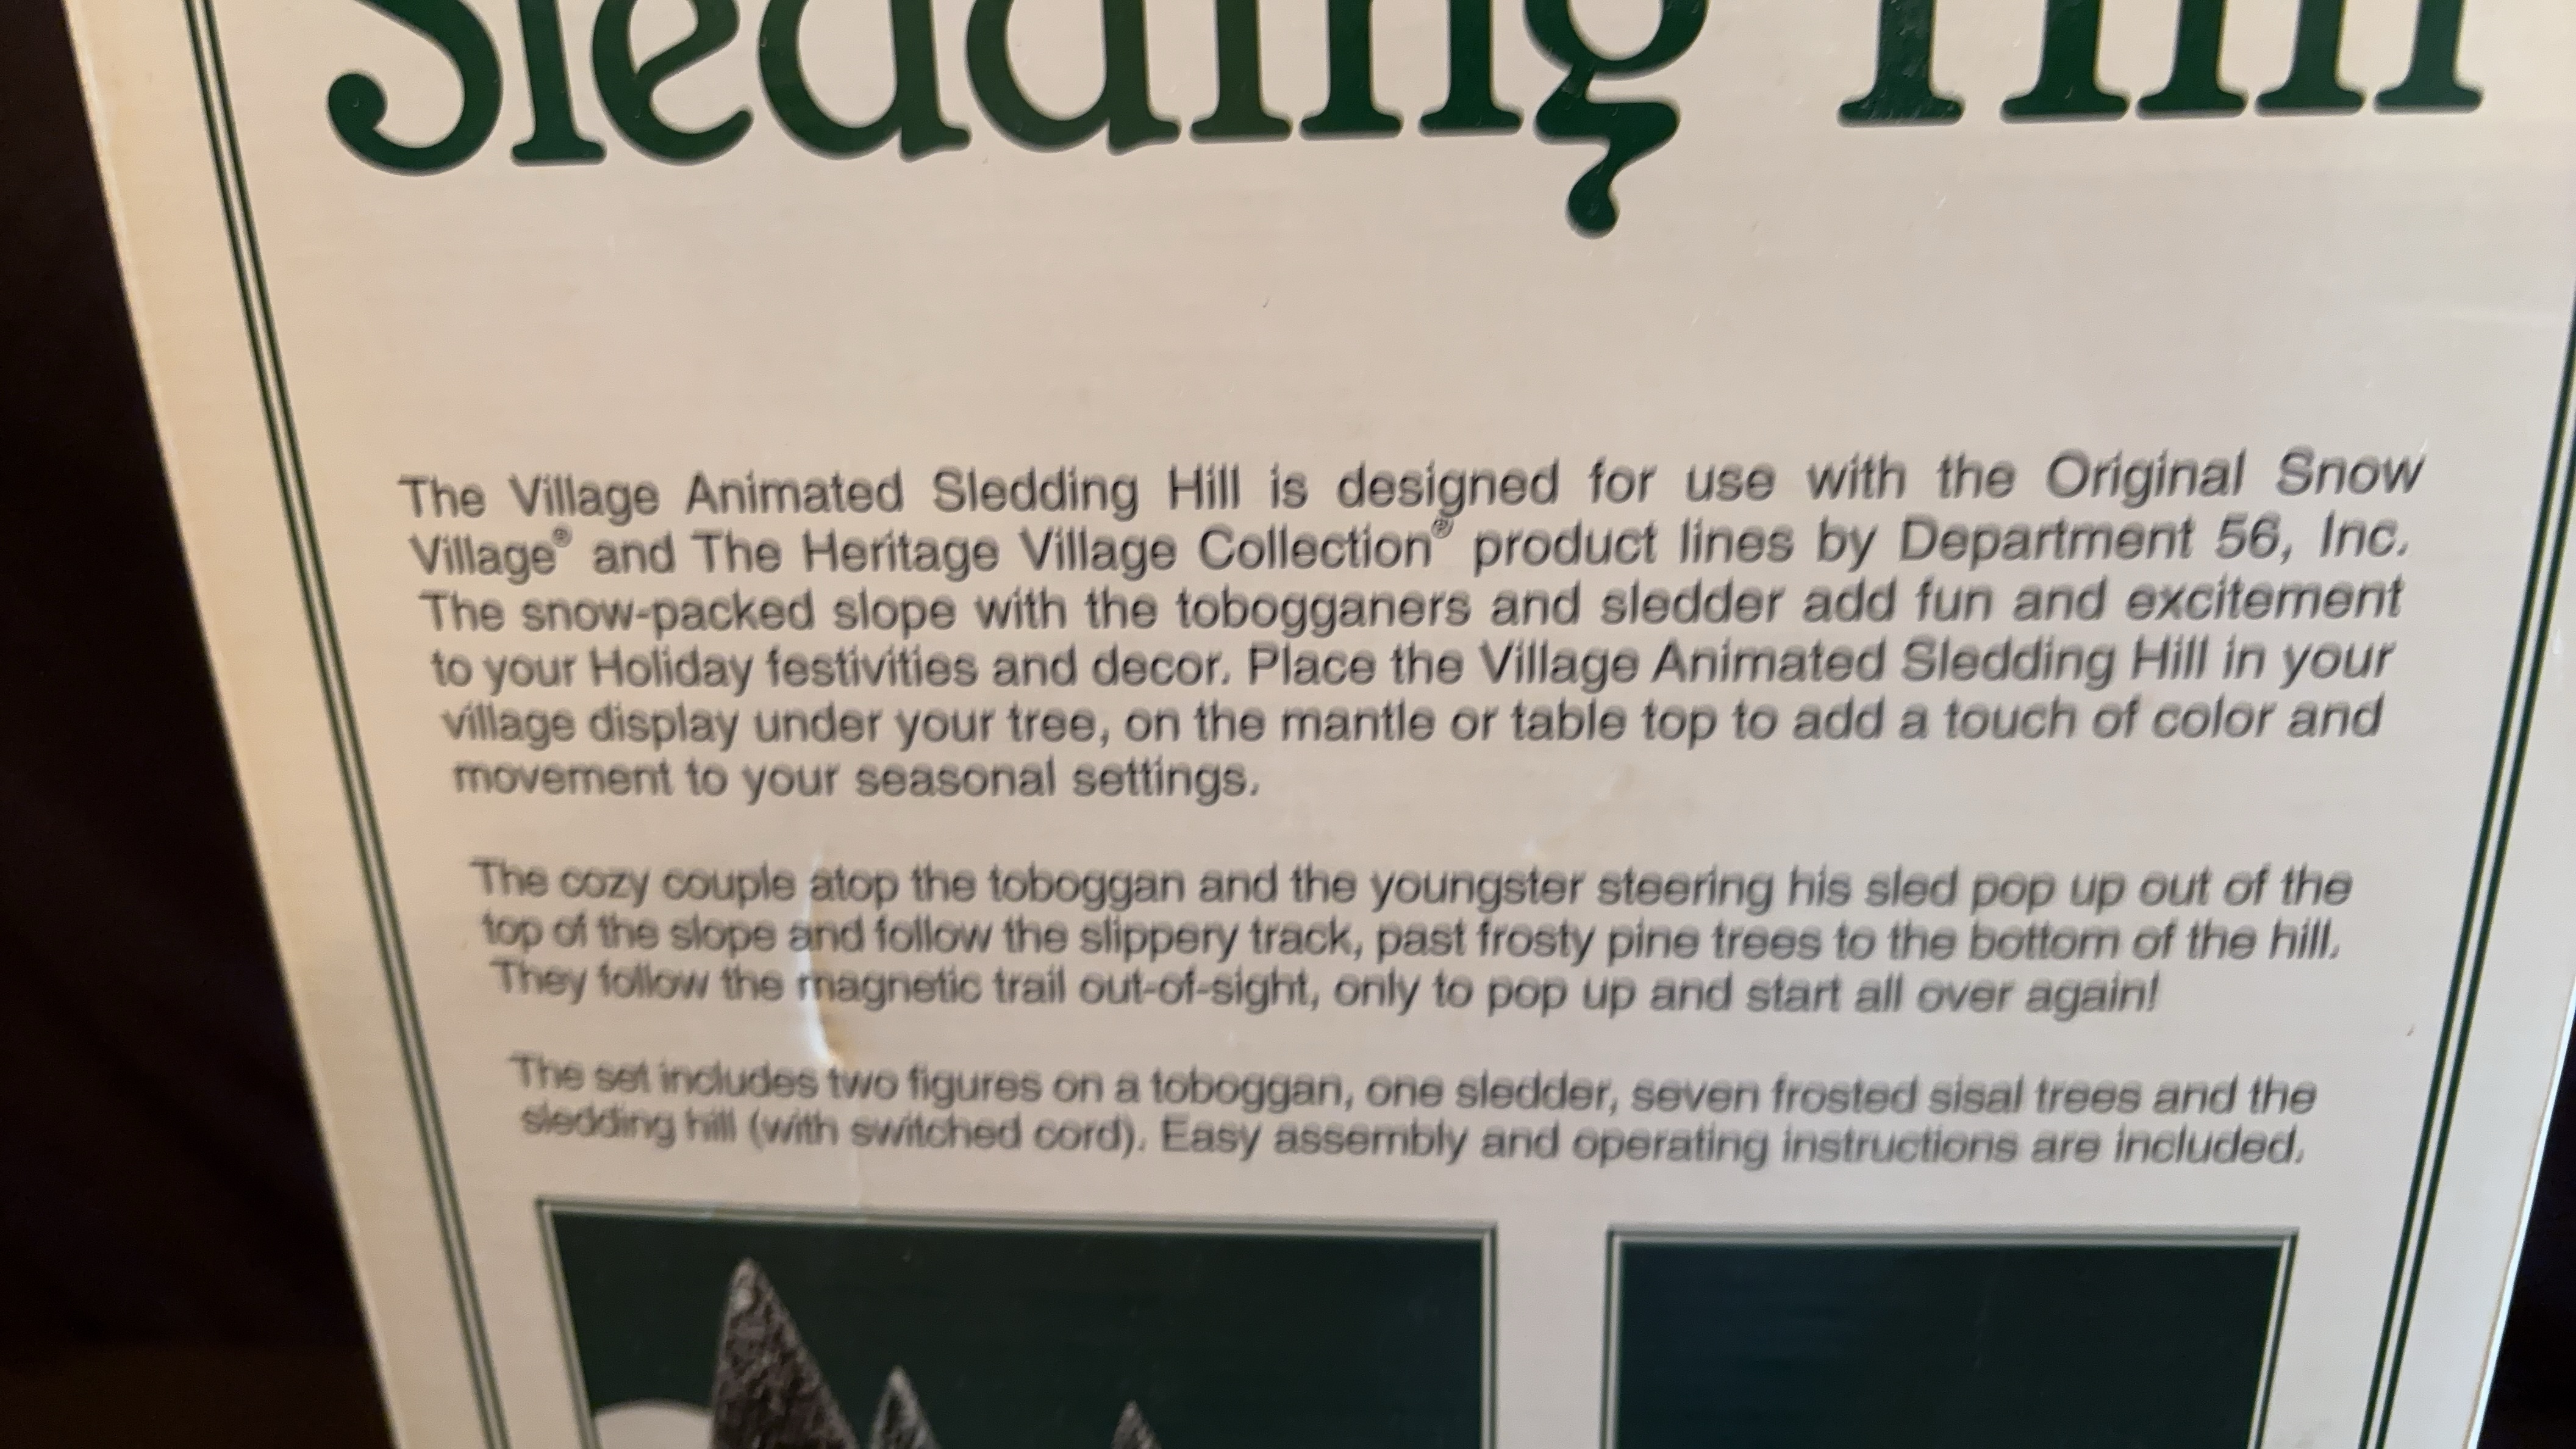 Sledding Hill
The Village Animated Sledding Hill is designed for use with the Original Snow
Village® and The Heritage Village Collection® product lines by Department 56, Inc.
The snow-packed slope with the tobogganers and sledder add fun and excitement
to your Holiday festivities and decor. Place the Village Animated Sledding Hill in your
village display under your tree, on the mantle or table top to add a touch of color and
movement to your seasonal settings.
The cozy couple atop the toboggan and the youngster steering his sled pop up out of the
top of the slope and follow the slippery track, past frosty pine trees to the bottom of the hill.
They follow the magnetic trail out-of-sight, only to pop up and start all over again!
The set includes two figures on a toboggan, one sledder, seven frosted sisal trees and the
sledding hill (with switched cord). Easy assembly and operating instructions are included.